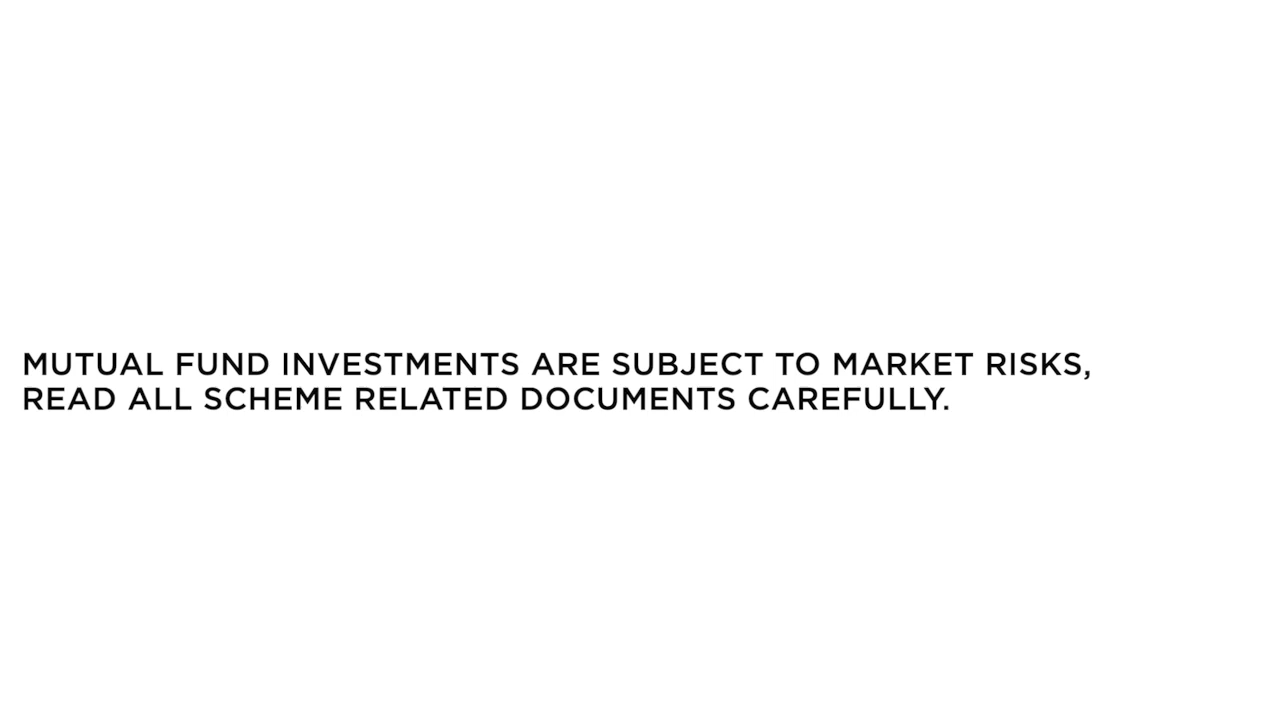 MUTUAL FUND INVESTMENTS ARE SUBJECT TO MARKET RISKS,
READ ALL SCHEME RELATED DOCUMENTS CAREFULLY.